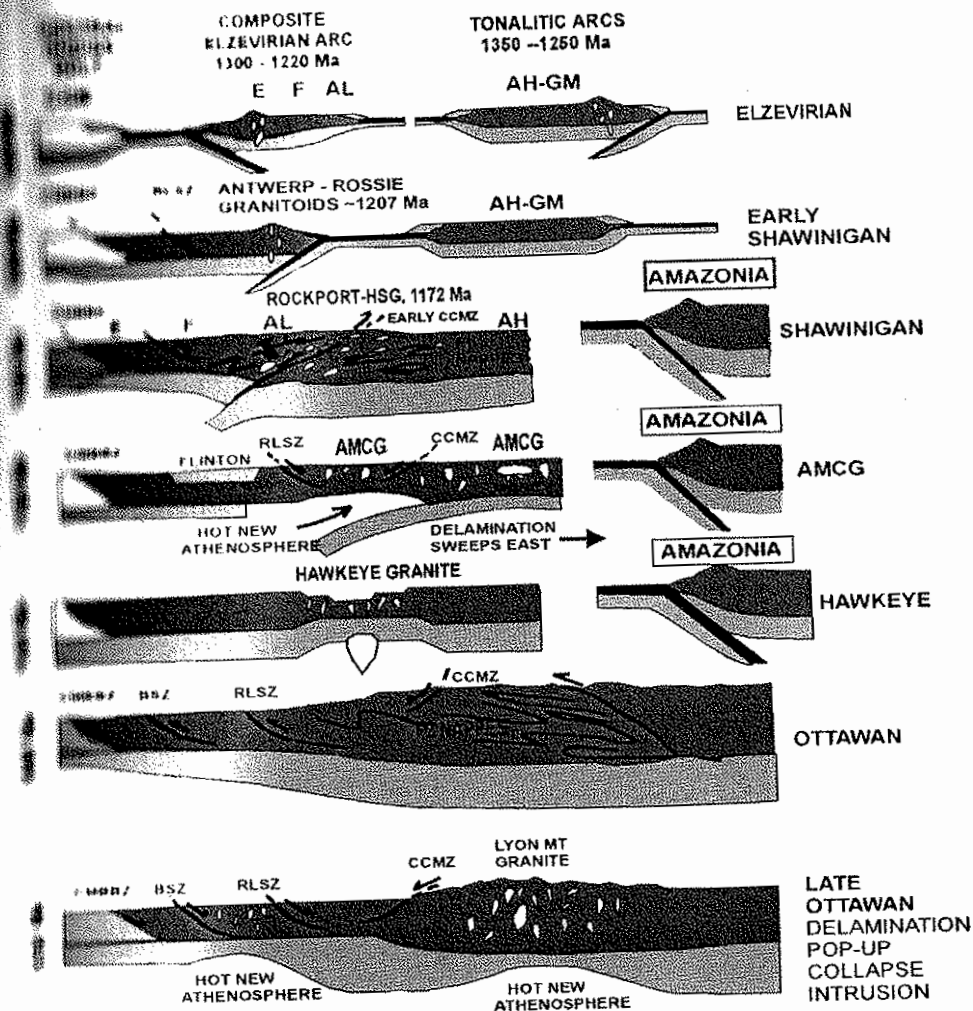 COMPOSITE
ELZEVIRIAN ARC
1300 - 1220 Ma
TONALITIC ARCS
1350 --1250 Ma
E F AL
AH-GM
ELZEVIRIAN
ANTWERP - ROSSIE
GRANITOIDS ~1207 Ma
AH-GM
EARLY
SHAWINIGAN
AMAZONIA
ROCKPORT-HSG, 1172 Ma
F AL EARLY CCMZ AH
SHAWINIGAN
AMAZONIA
FLINTON RLSZ AMCG CCMZ AMCG
AMCG
HOT NEW
ATHENOSPHERE
DELAMINATION
SWEEPS EAST
AMAZONIA
HAWKEYE GRANITE
HAWKEYE
RLSZ CCMZ
OTTAWAN
LYON MT
GRANITE
BSZ RLSZ CCMZ
LATE
OTTAWAN
DELAMINATION
POP-UP
COLLAPSE
INTRUSION
HOT NEW
ATHENOSPHERE
HOT NEW
ATHENOSPHERE